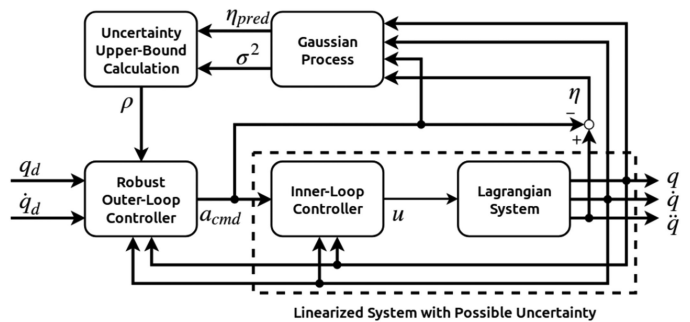 Uncertainty
Upper-Bound
Calculation
η_pred
σ²
Gaussian
Process
ρ
η
−
+
q_d
q̇_d
Robust
Outer-Loop
Controller
a_cmd
Inner-Loop
Controller
u
Lagrangian
System
q
q̇
q̈
Linearized System with Possible Uncertainty